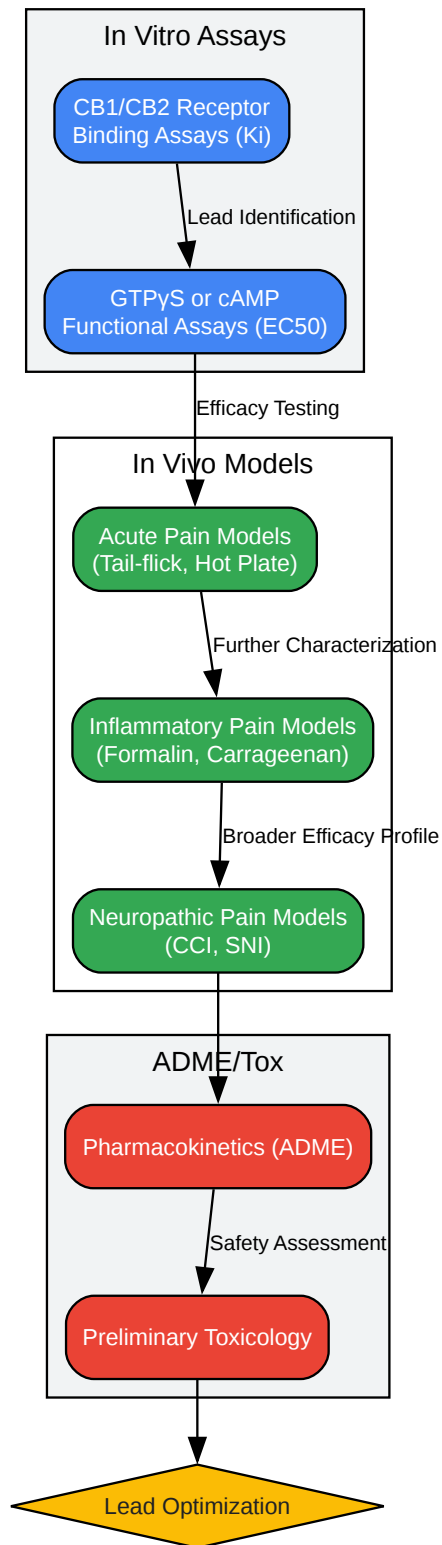 In Vitro Assays
CB1/CB2 Receptor
Binding Assays (Ki)
Lead Identification
GTPγS or cAMP
Functional Assays (EC50)
Efficacy Testing
In Vivo Models
Acute Pain Models
(Tail-flick, Hot Plate)
Further Characterization
Inflammatory Pain Models
(Formalin, Carrageenan)
Broader Efficacy Profile
Neuropathic Pain Models
(CCI, SNI)
ADME/Tox
Pharmacokinetics (ADME)
Safety Assessment
Preliminary Toxicology
Lead Optimization